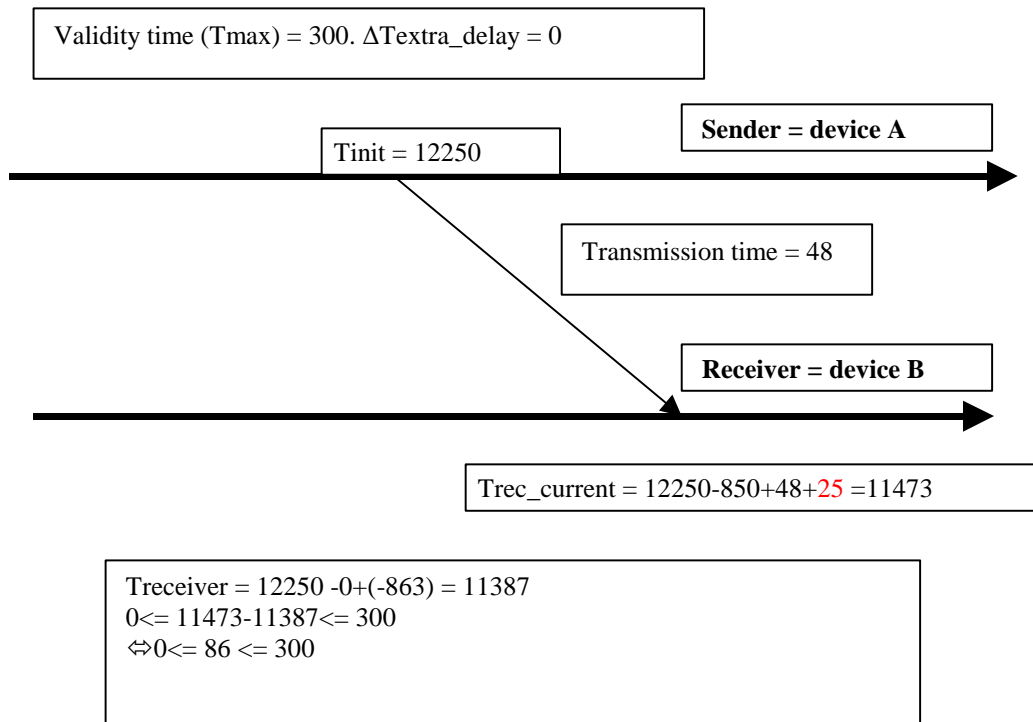 Validity time (Tmax) = 300. ΔTextra_delay = 0
Sender = device A
Tinit = 12250
Transmission time = 48
Receiver = device B
Trec_current = 12250-850+48+25 =11473
Treceiver = 12250 -0+(-863) = 11387
0<= 11473-11387<= 300
⇔0<= 86 <= 300